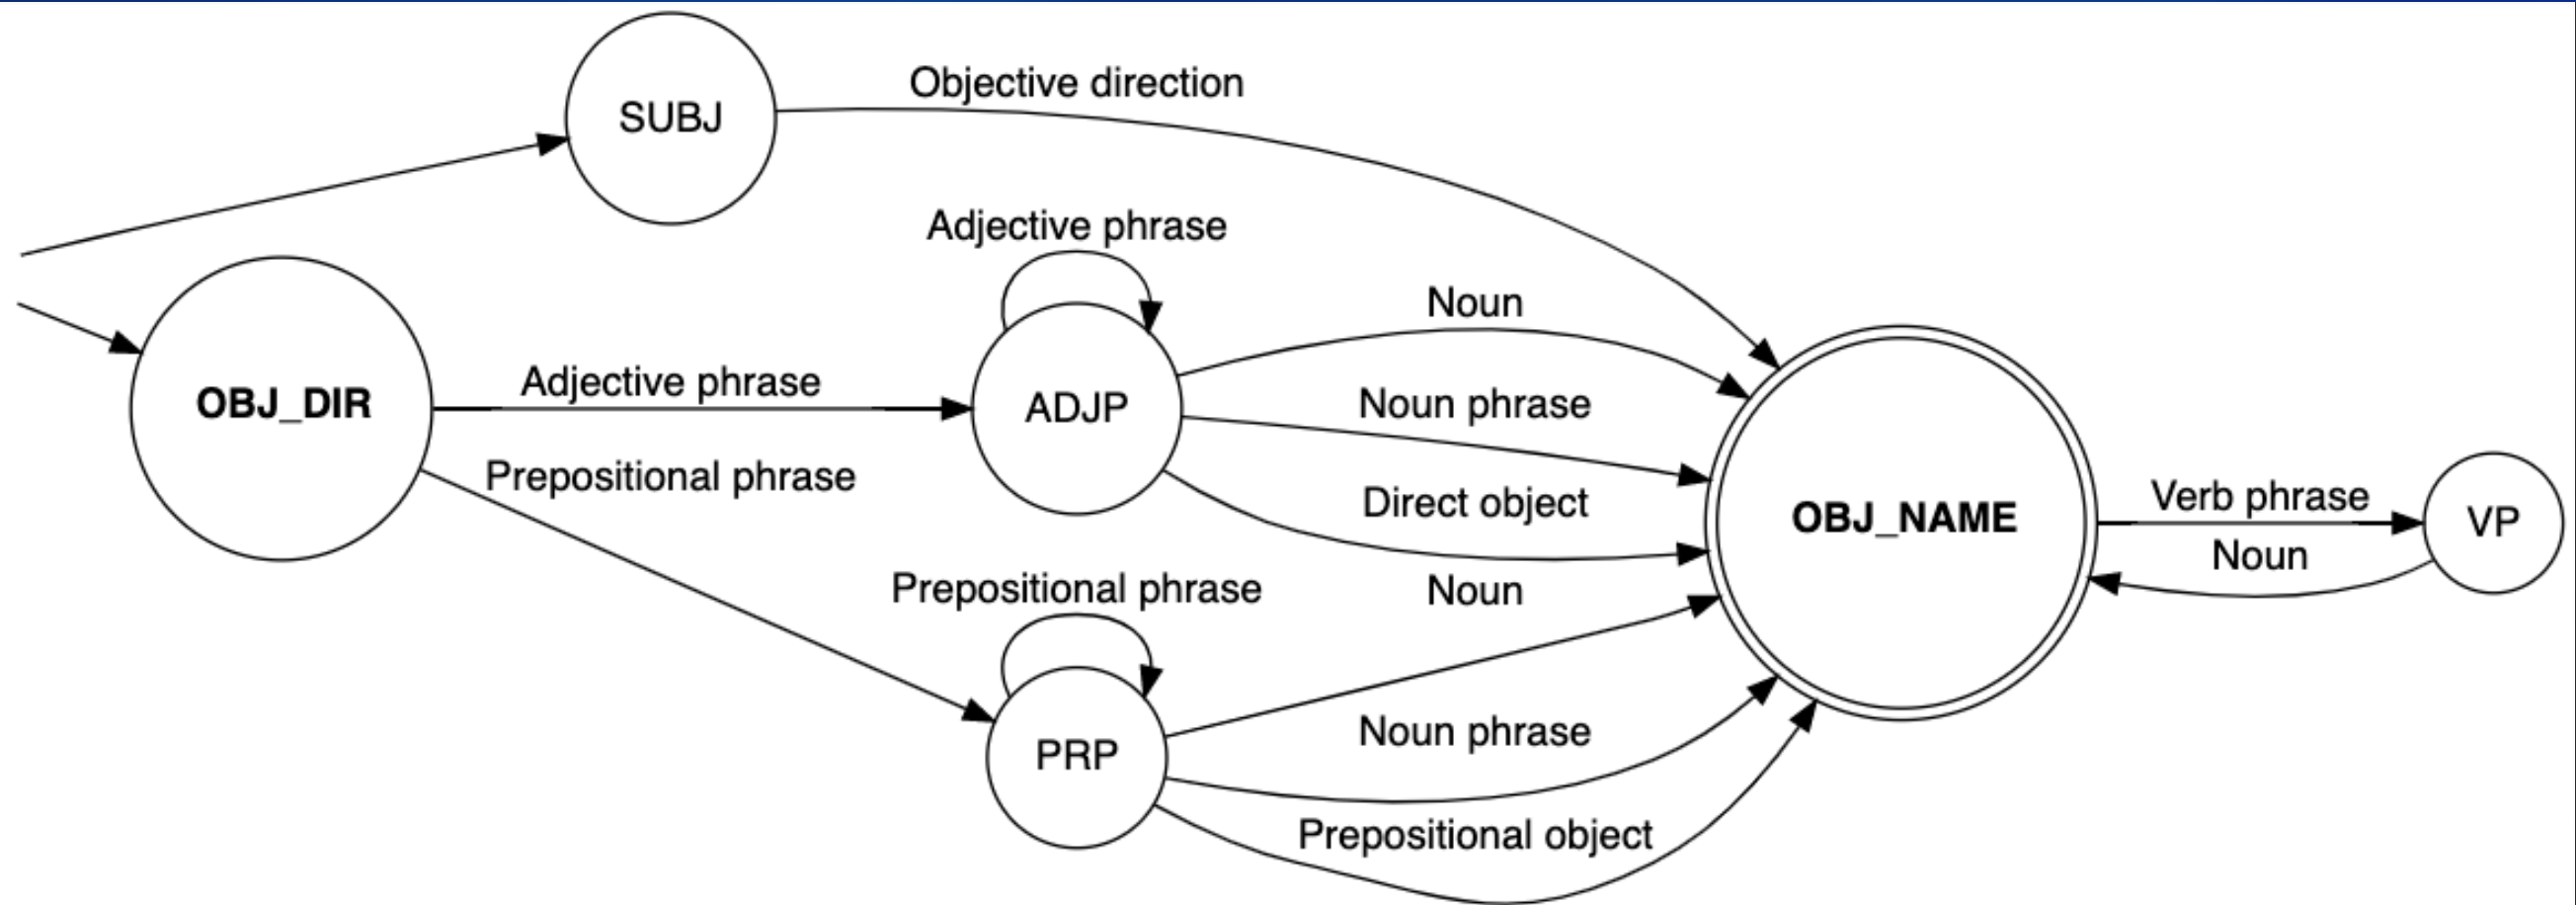 Objective direction
SUBJ
Adjective phrase
Noun
Adjective phrase
OBJ_DIR
ADJP
Noun phrase
Prepositional phrase
Direct object
OBJ_NAME
Verb phrase
VP
Noun
Prepositional phrase
Noun
PRP
Noun phrase
Prepositional object